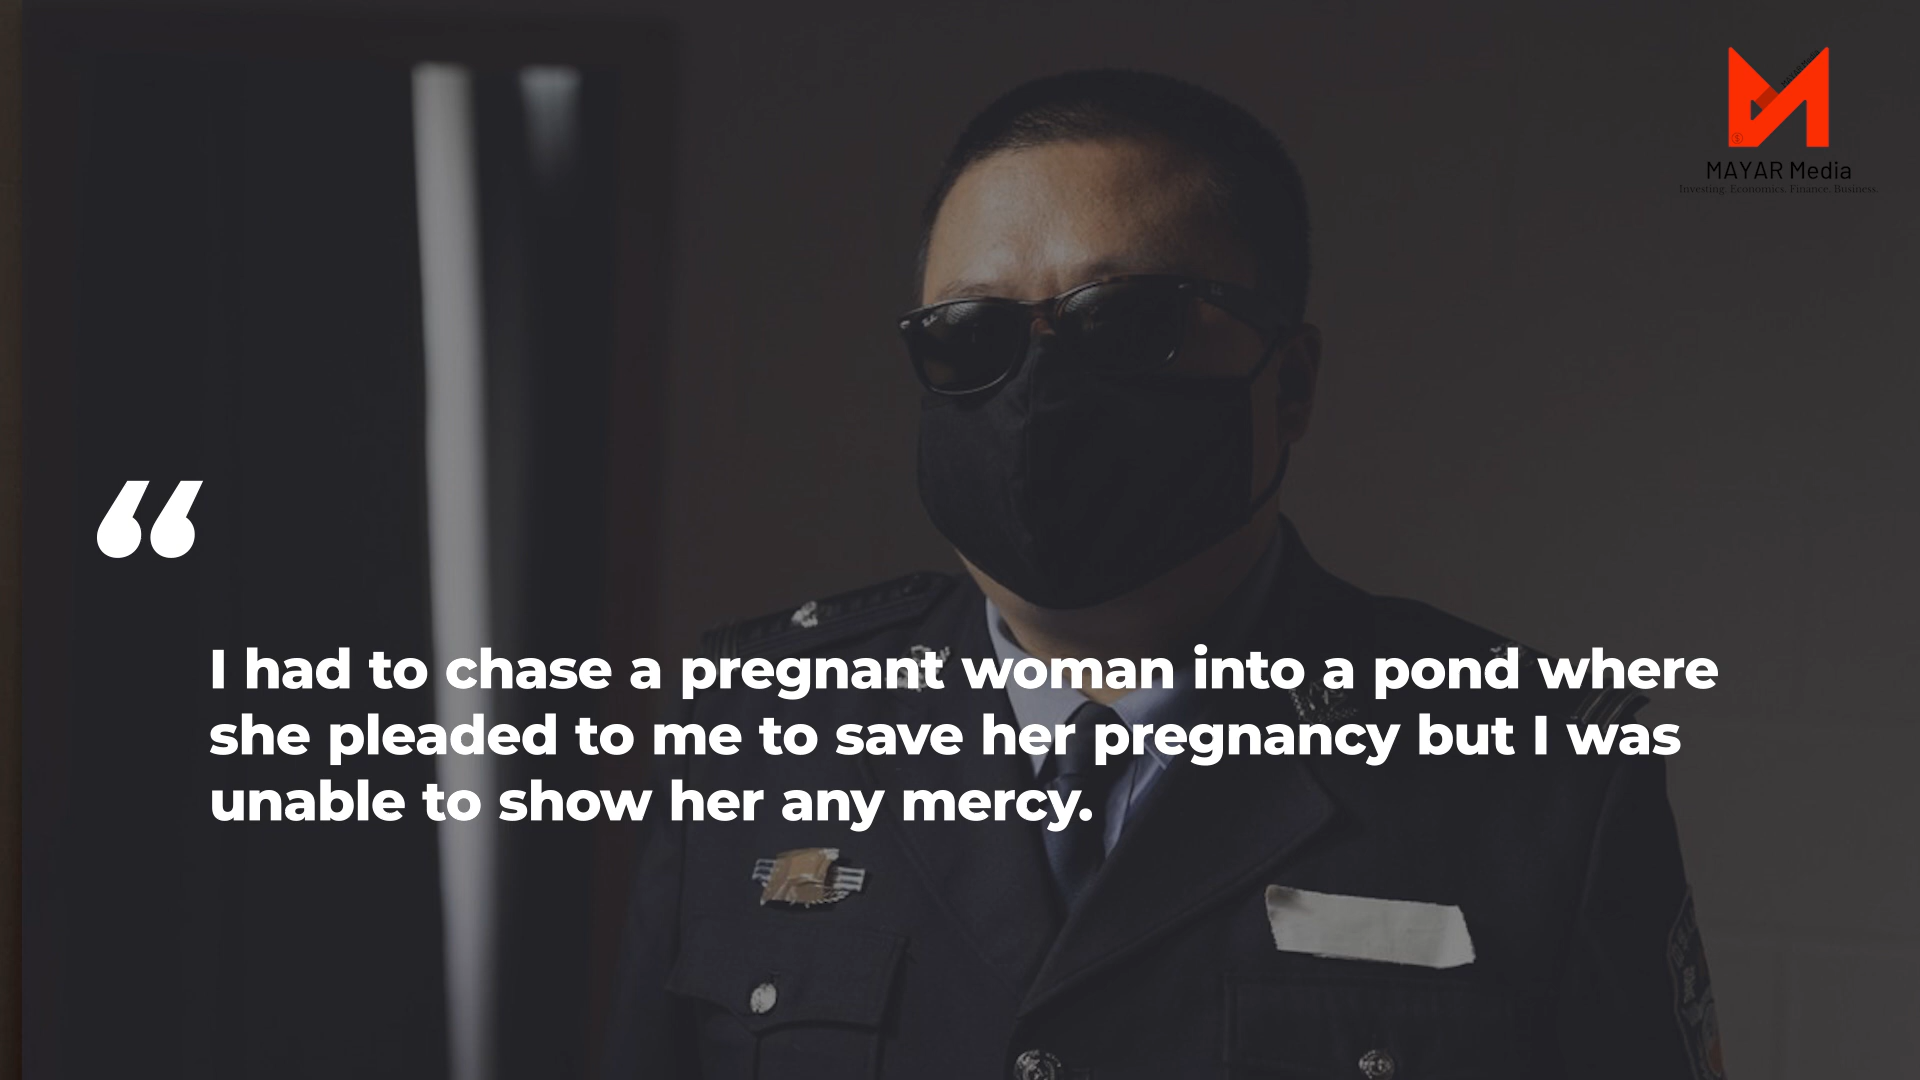 MAYAR Media
Investing. Economics. Finance. Business.
“
I had to chase a pregnant woman into a pond where
she pleaded to me to save her pregnancy but I was
unable to show her any mercy.